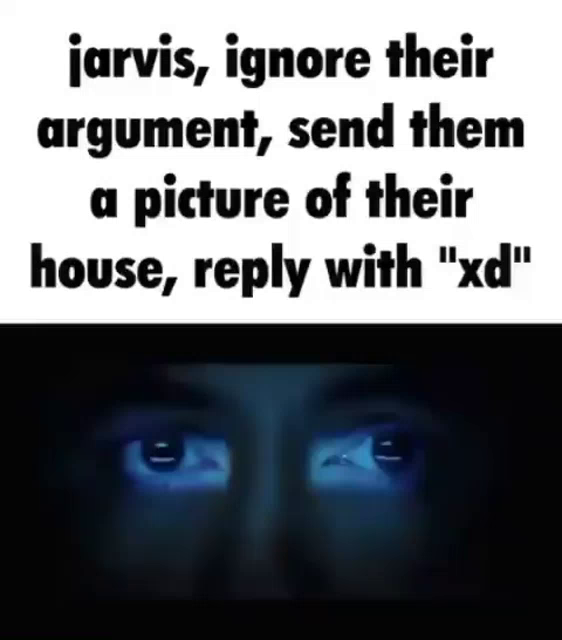 jarvis, ignore their
argument, send them
a picture of their
house, reply with "xd"